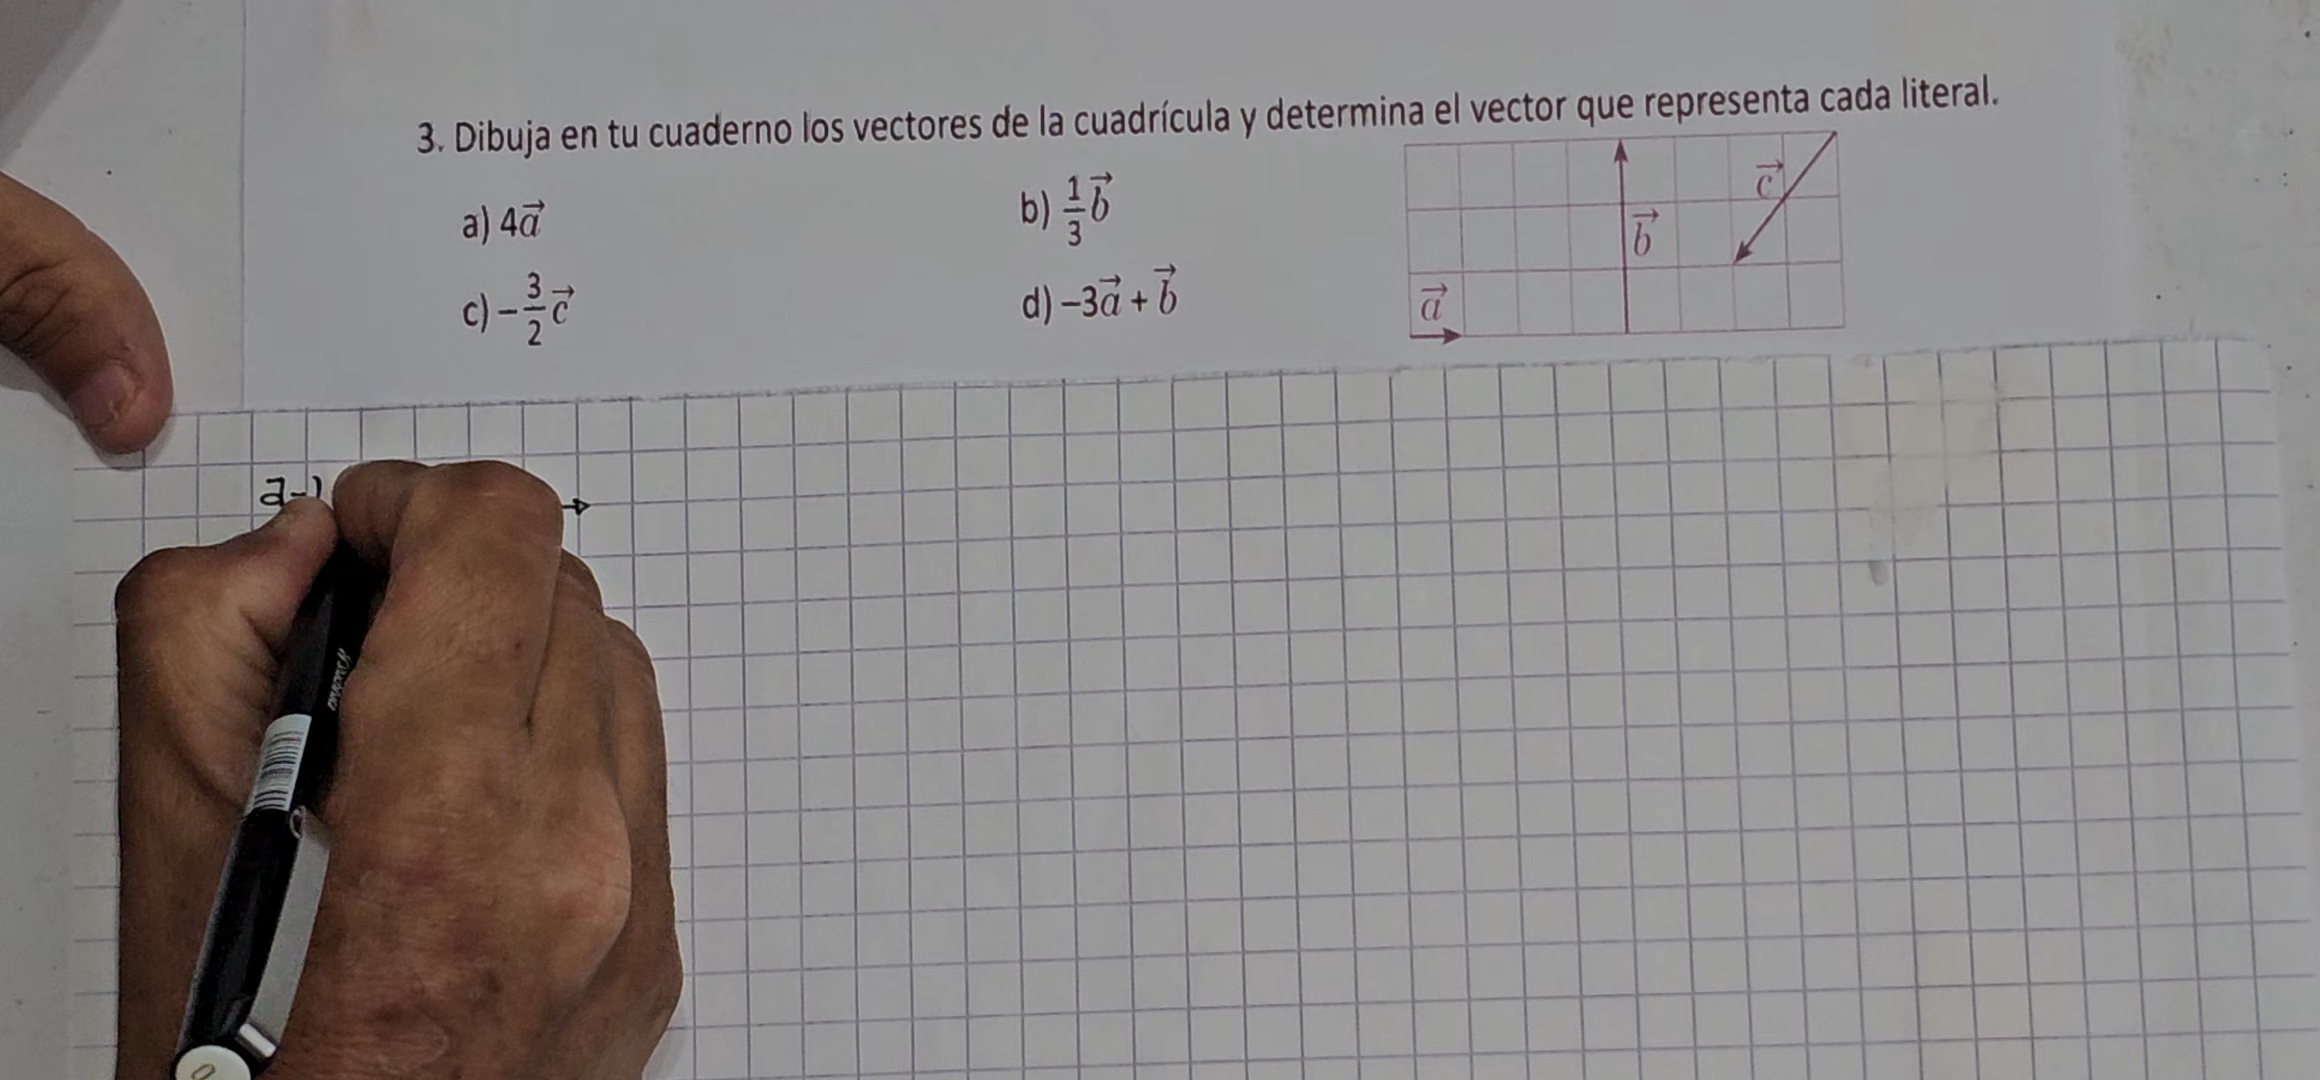 3. Dibuja en tu cuaderno los vectores de la cuadrícula y determina el vector que representa cada literal.
a) 4a⃗
b) 1/3 b⃗
c) –3/2 c⃗
d) –3a⃗ + b⃗
a⃗
b⃗
c⃗
a-)